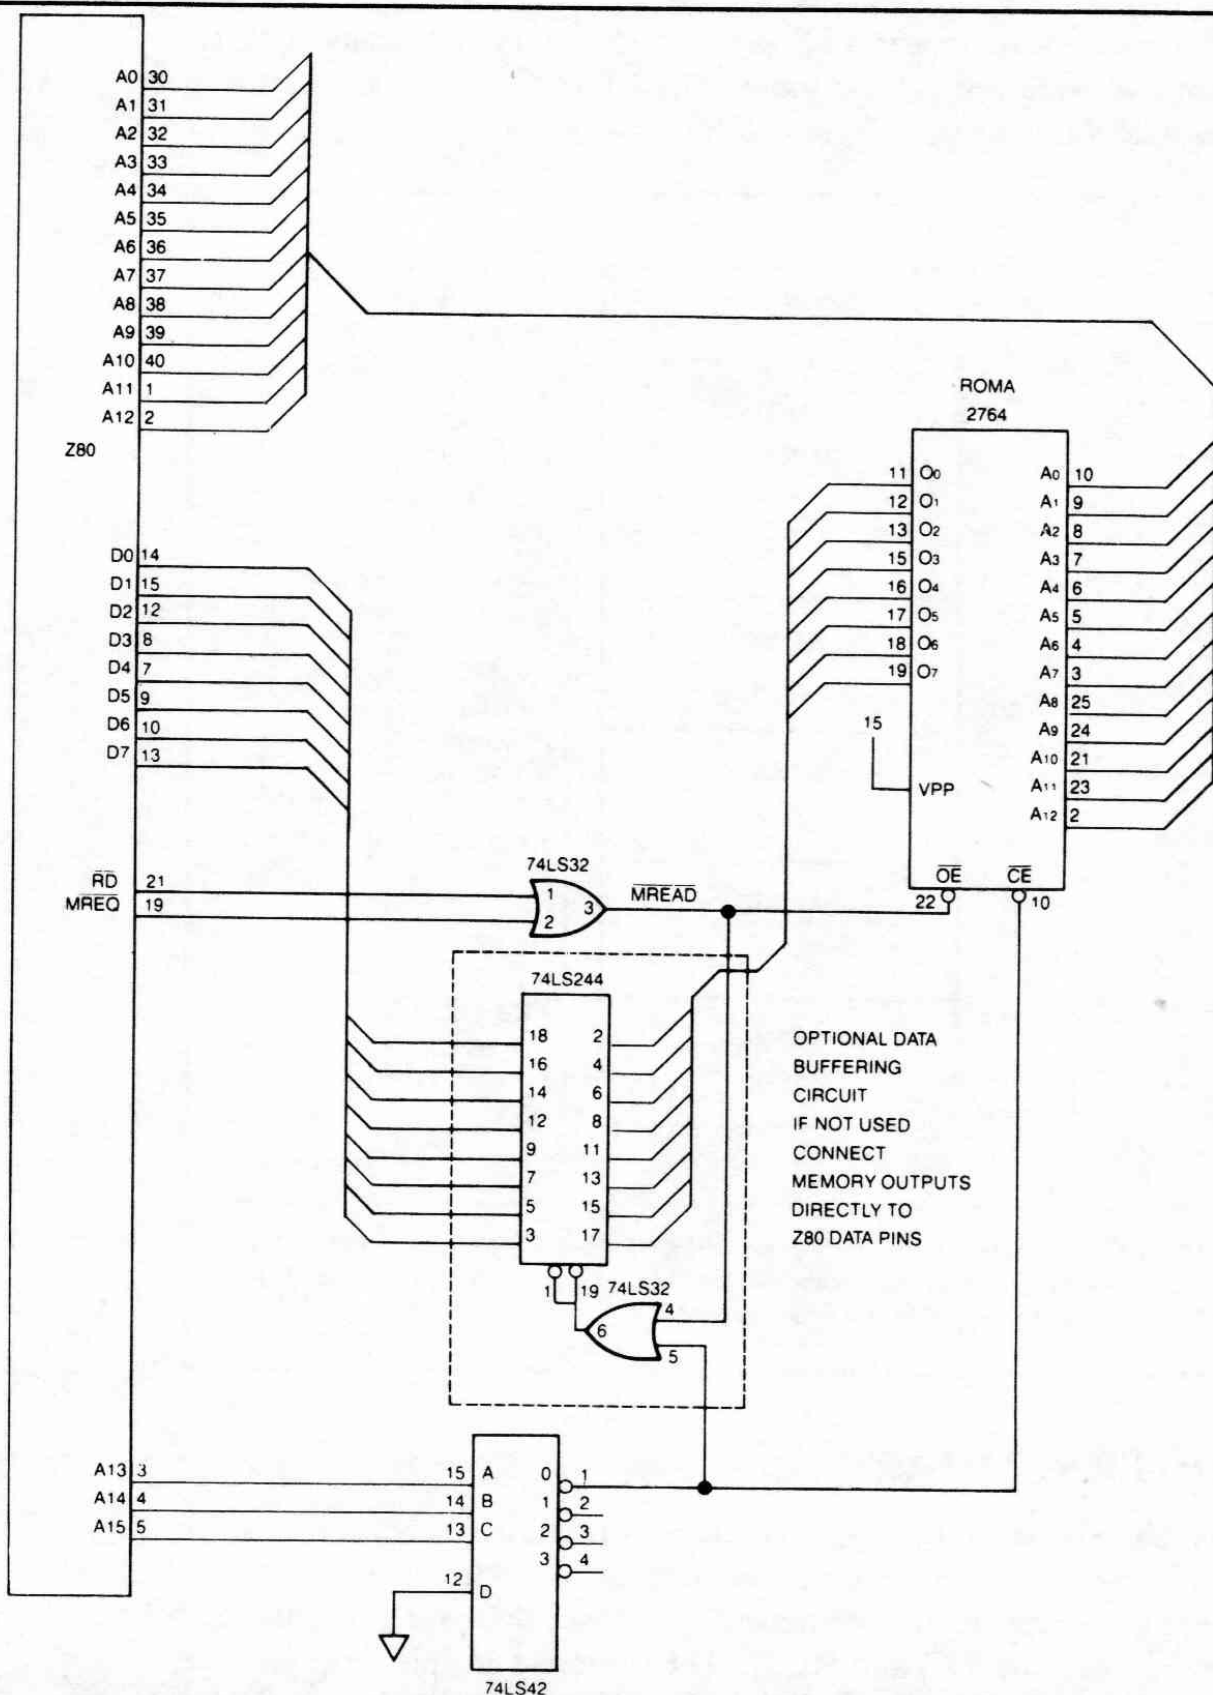 A0 30
A1 31
A2 32
A3 33
A4 34
A5 35
A6 36
A7 37
A8 38
A9 39
A10 40
A11 1
A12 2
Z80
D0 14
D1 15
D2 12
D3 8
D4 7
D5 9
D6 10
D7 13
RD 21
MREQ 19
ROMA
2764
11 O0 A0 10
12 O1 A1 9
13 O2 A2 8
15 O3 A3 7
16 O4 A4 6
17 O5 A5 5
18 O6 A6 4
19 O7 A7 3
A8 25
15 A9 24
A10 21
VPP A11 23
A12 2
OE CE
22 10
74LS32
1
2
3
MREAD
74LS244
18 2
16 4
14 6
12 8
9 11
7 13
5 15
3 17
1 19
74LS32
4
6
5
OPTIONAL DATA
BUFFERING
CIRCUIT
IF NOT USED
CONNECT
MEMORY OUTPUTS
DIRECTLY TO
Z80 DATA PINS
A13 3
A14 4
A15 5
15 A 0 1
14 B 1 2
13 C 2 3
3 4
12 D
74LS42